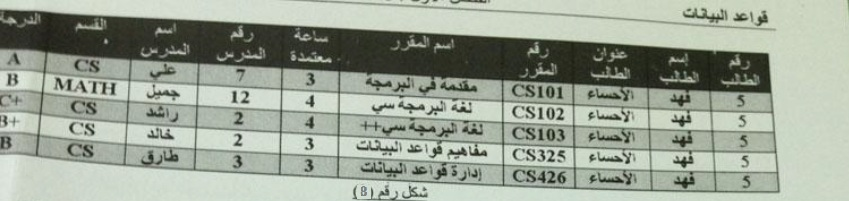 قواعد البيانات
رقم الطالب إسم الطالب عنوان الطالب رقم المقرر اسم المقرر ساعة معتمدة رقم المدرس اسم المدرس القسم الدرجة
5 فهد الأحساء CS101 مقدمة في البرمجة 3 7 علي CS A
5 فهد الأحساء CS102 لغة البرمجة سي 4 12 جميل MATH B
5 فهد الأحساء CS103 لغة البرمجة سي++ 4 2 راشد CS C+
5 فهد الأحساء CS325 مفاهيم قواعد البيانات 3 2 خالد CS B+
5 فهد الأحساء CS426 إدارة قواعد البيانات 3 3 طارق CS B
شكل رقم (8)